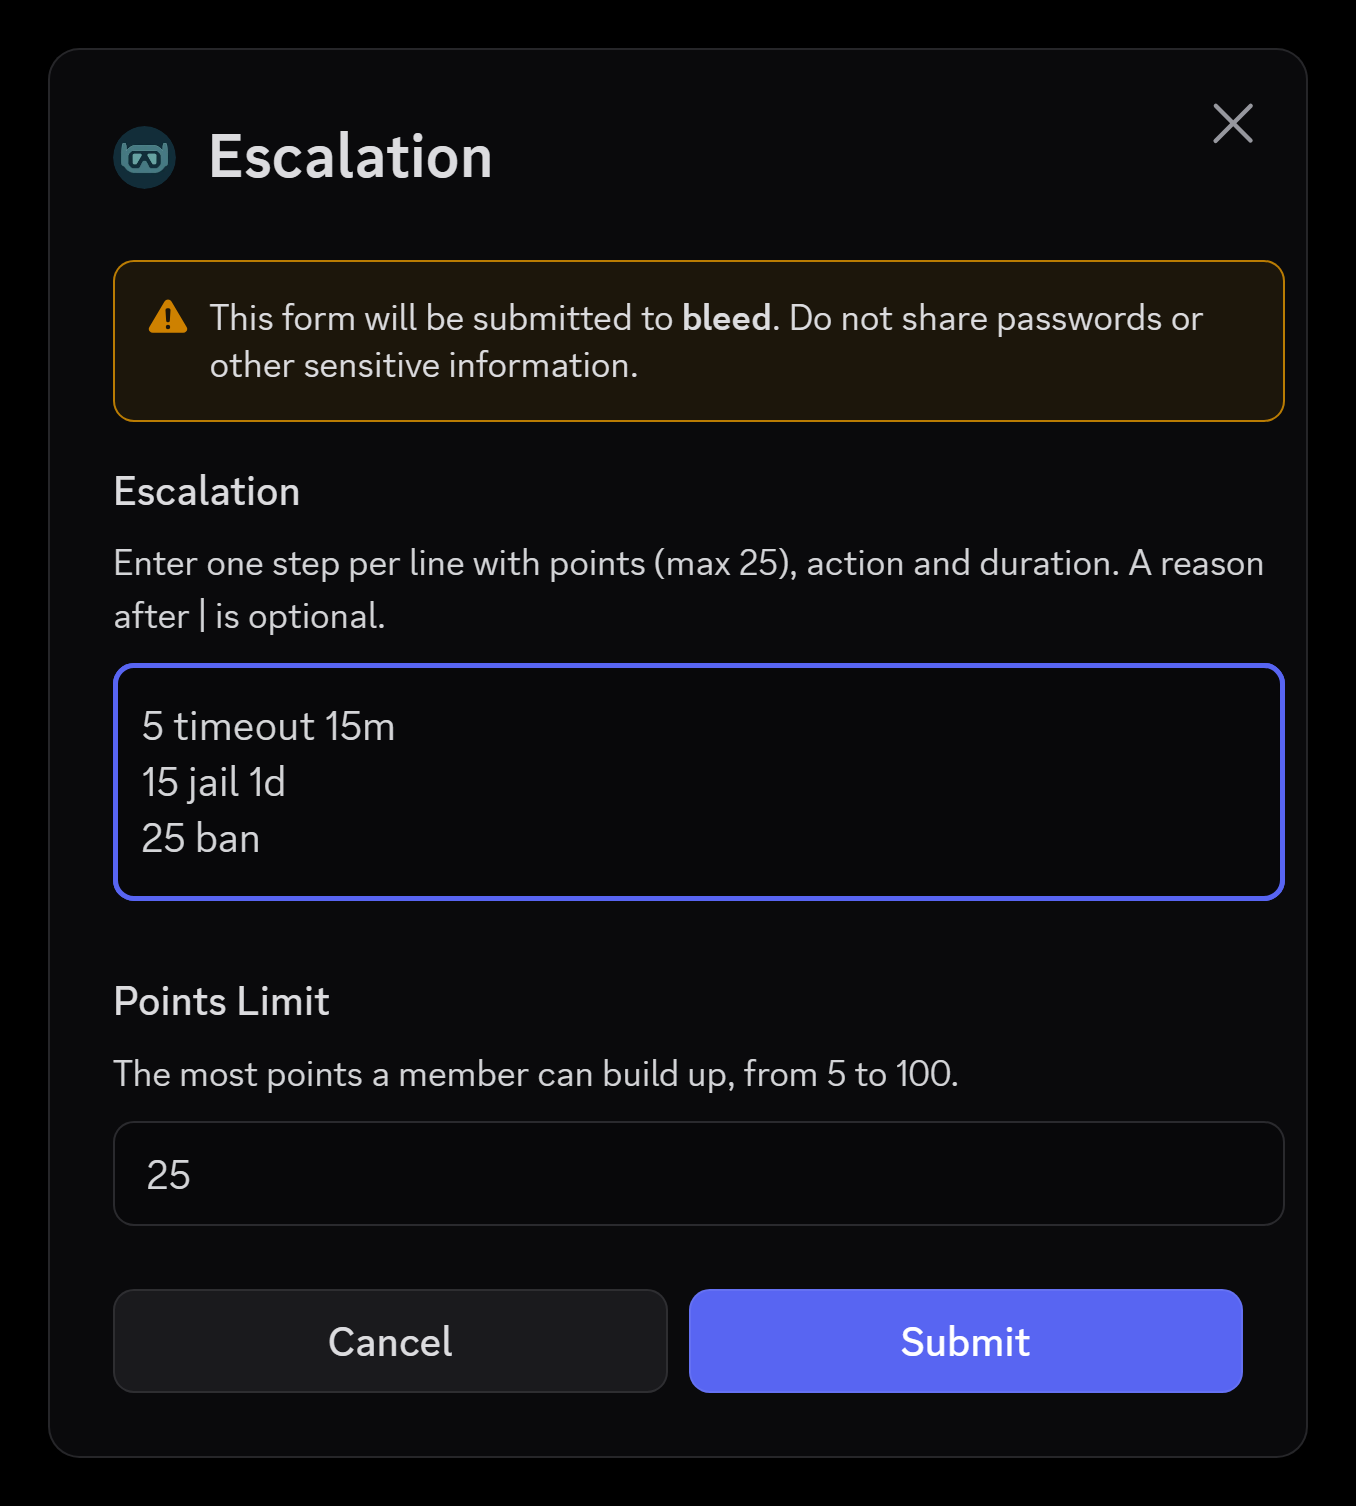 Escalation
This form will be submitted to bleed. Do not share passwords or
other sensitive information.
Escalation
Enter one step per line with points (max 25), action and duration. A reason
after | is optional.
5 timeout 15m
15 jail 1d
25 ban
Points Limit
The most points a member can build up, from 5 to 100.
25
Cancel
Submit